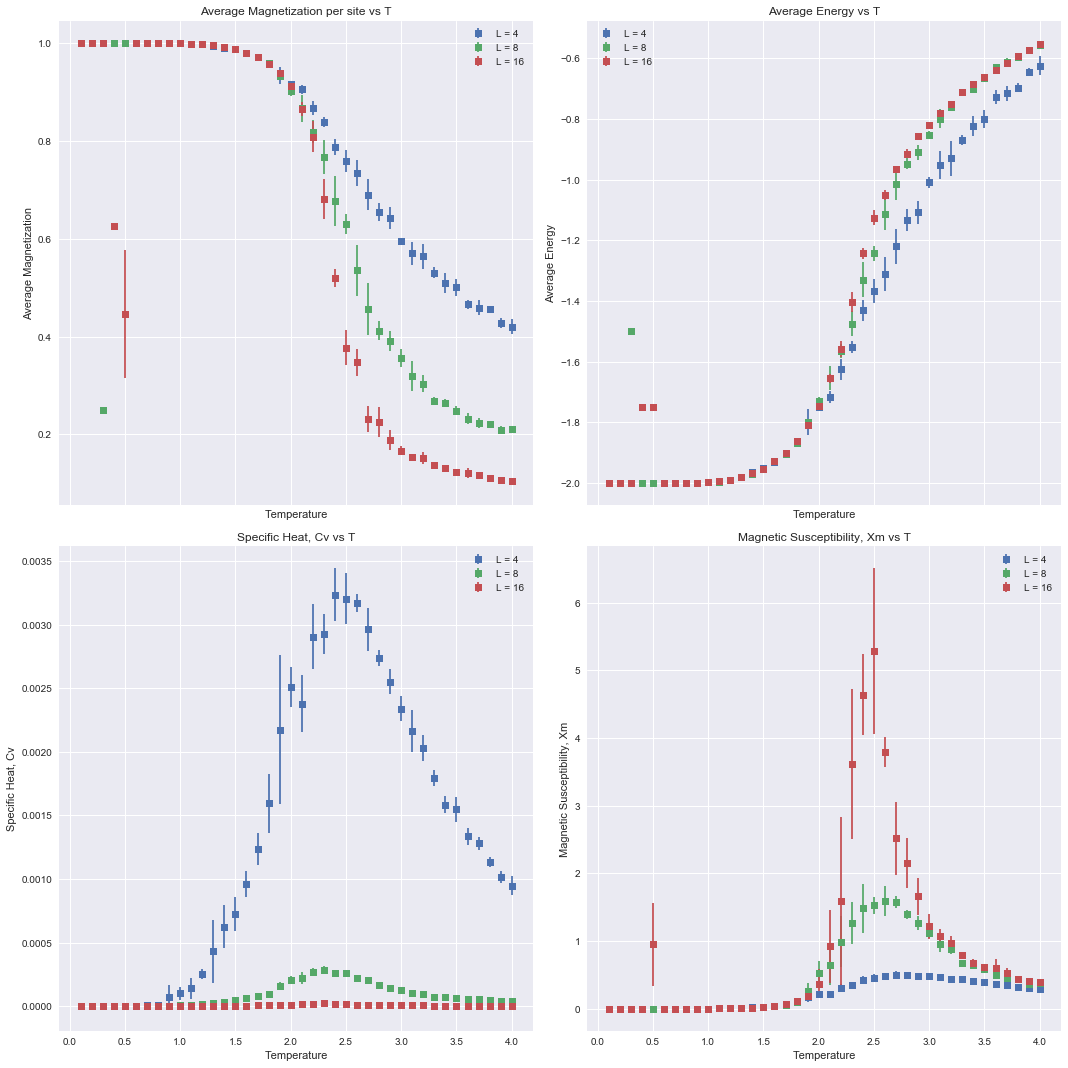 Average Magnetization per site vs T
Average Magnetization
1.0
0.8
0.6
0.4
0.2
L = 4
L = 8
L = 16
Temperature
Average Energy vs T
Average Energy
−0.6
−0.8
−1.0
−1.2
−1.4
−1.6
−1.8
−2.0
L = 4
L = 8
L = 16
Temperature
Specific Heat, Cv vs T
Specific Heat, Cv
0.0035
0.0030
0.0025
0.0020
0.0015
0.0010
0.0005
0.0000
L = 4
L = 8
L = 16
0.0 0.5 1.0 1.5 2.0 2.5 3.0 3.5 4.0
Temperature
Magnetic Susceptibility, Xm vs T
Magnetic Susceptibility, Xm
6
5
4
3
2
1
0
L = 4
L = 8
L = 16
0.0 0.5 1.0 1.5 2.0 2.5 3.0 3.5 4.0
Temperature